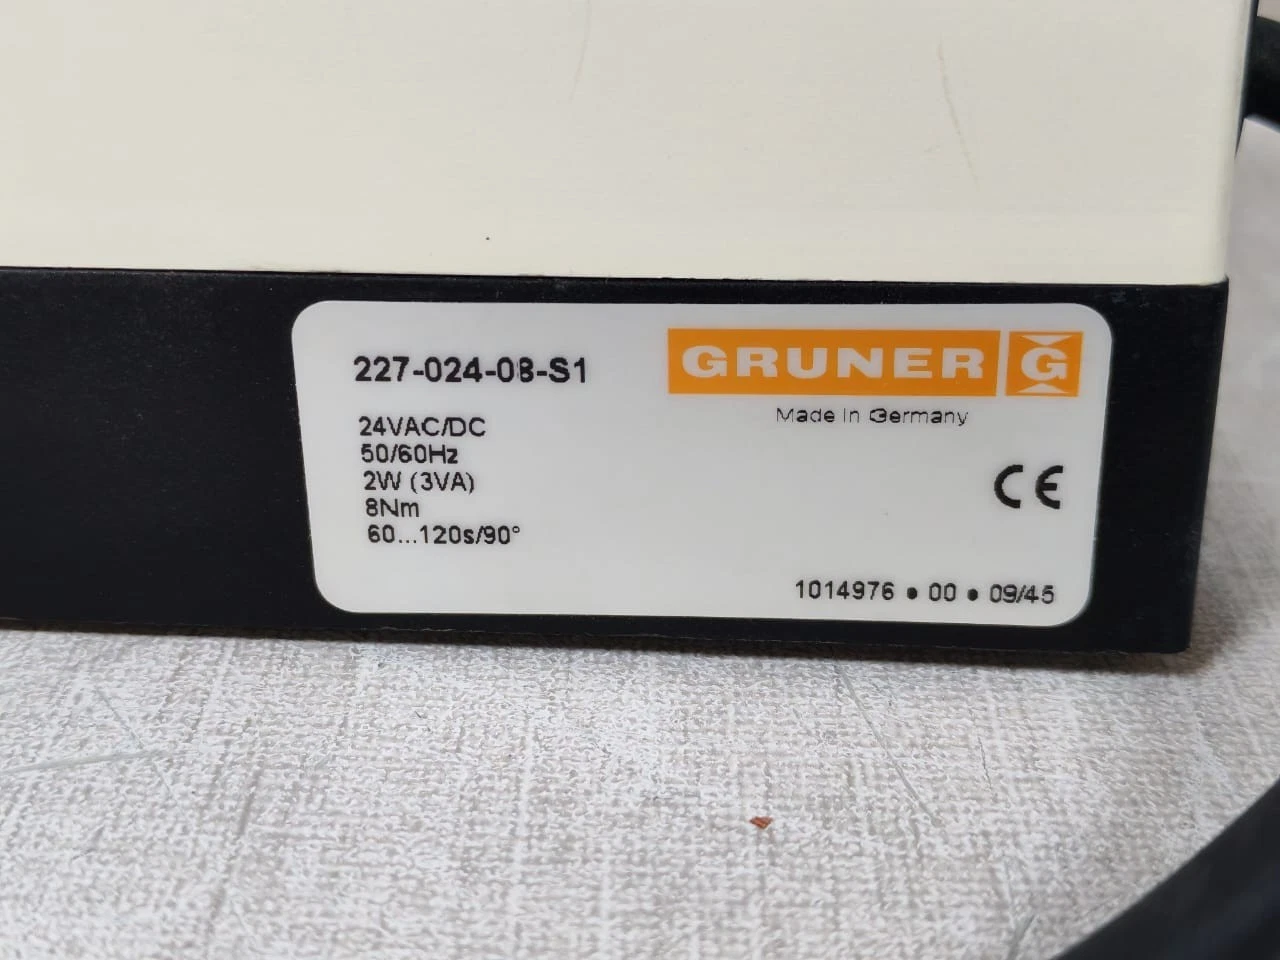 227-024-08-S1
GRUNER G
Made in Germany
24VAC/DC
50/60Hz
2W (3VA)
8Nm
60...120s/90°
CE
1014976 • 00 • 09/45